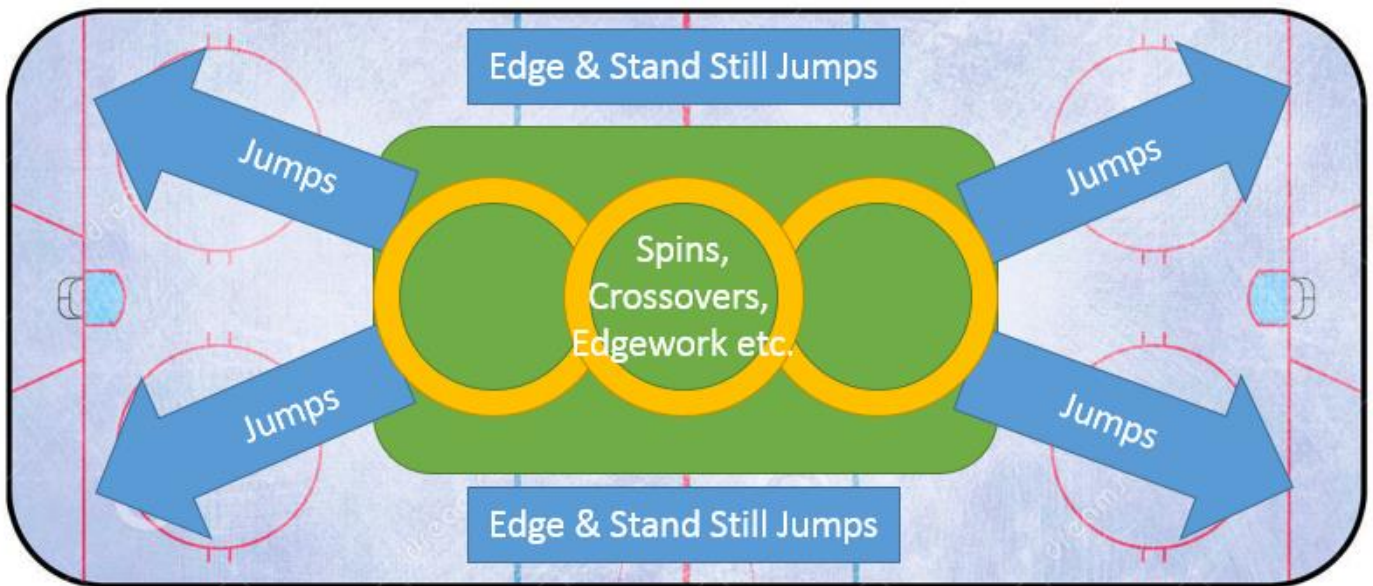 Edge & Stand Still Jumps
Jumps
Jumps
Spins,
Crossovers,
Edgework etc.
Jumps
Jumps
Edge & Stand Still Jumps